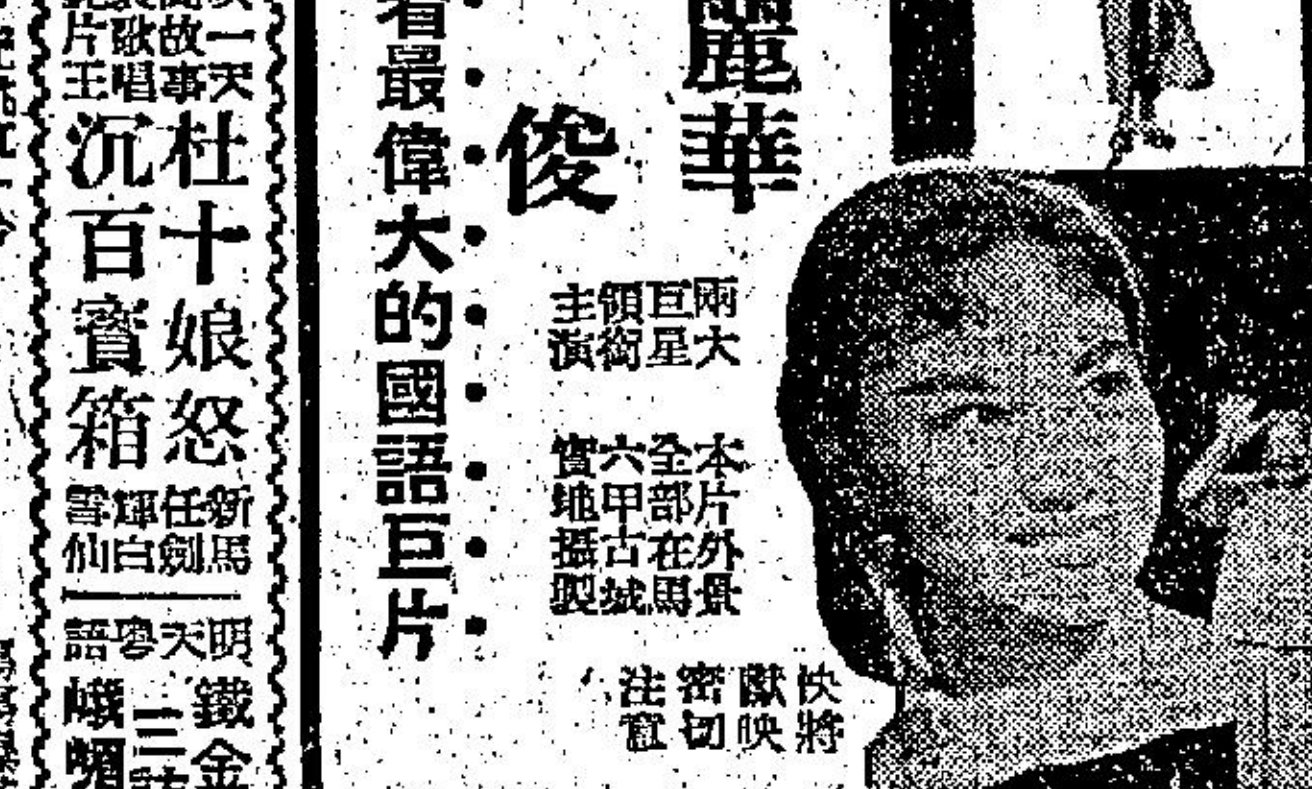 麗華
俊
兩大
巨星
領銜
主演
本片外景
全部在馬
六甲古城
實地攝製
快將
獻映
密切
注意
最偉大的國語巨片
一天
故事
歌唱
片王
杜十娘怒
沉百寶箱
新馬
任劍
輝白
雪仙
明天粵語
鐵金
三
峨嵋